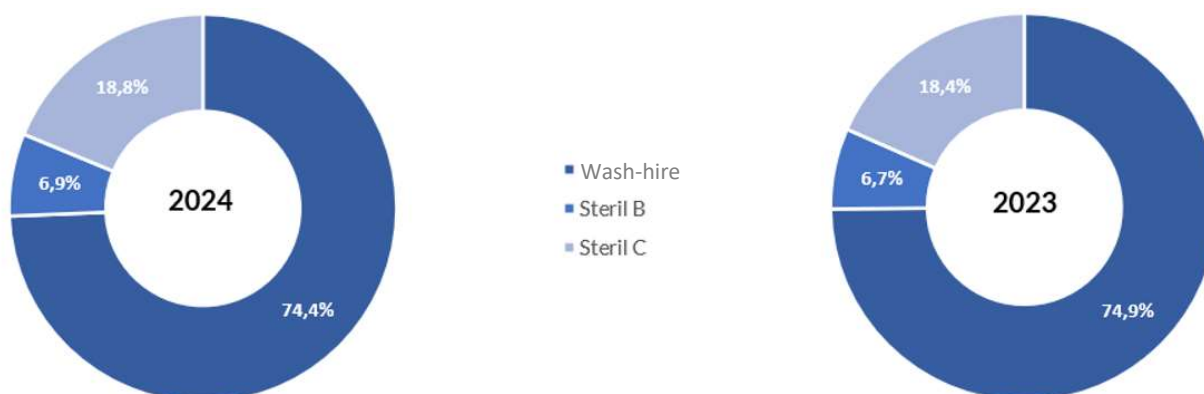 18,8%
6,9%
2024
74,4%
Wash-hire
Steril B
Steril C
18,4%
6,7%
2023
74,9%